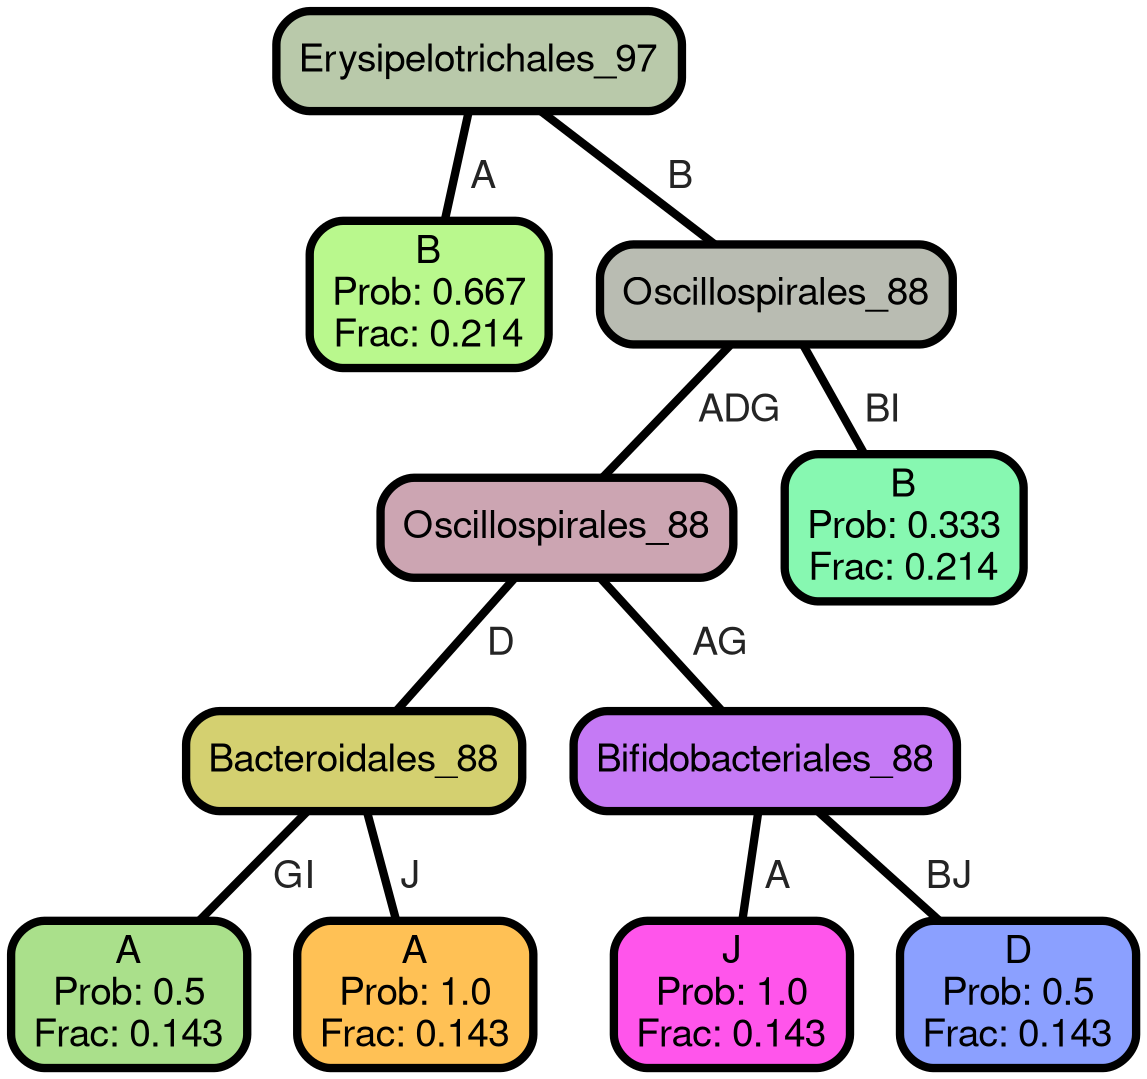 Erysipelotrichales_97
A
B
B
Prob: 0.667
Frac: 0.214
Oscillospirales_88
ADG
BI
Oscillospirales_88
B
Prob: 0.333
Frac: 0.214
D
AG
Bacteroidales_88
Bifidobacteriales_88
GI
J
A
BJ
A
Prob: 0.5
Frac: 0.143
A
Prob: 1.0
Frac: 0.143
J
Prob: 1.0
Frac: 0.143
D
Prob: 0.5
Frac: 0.143